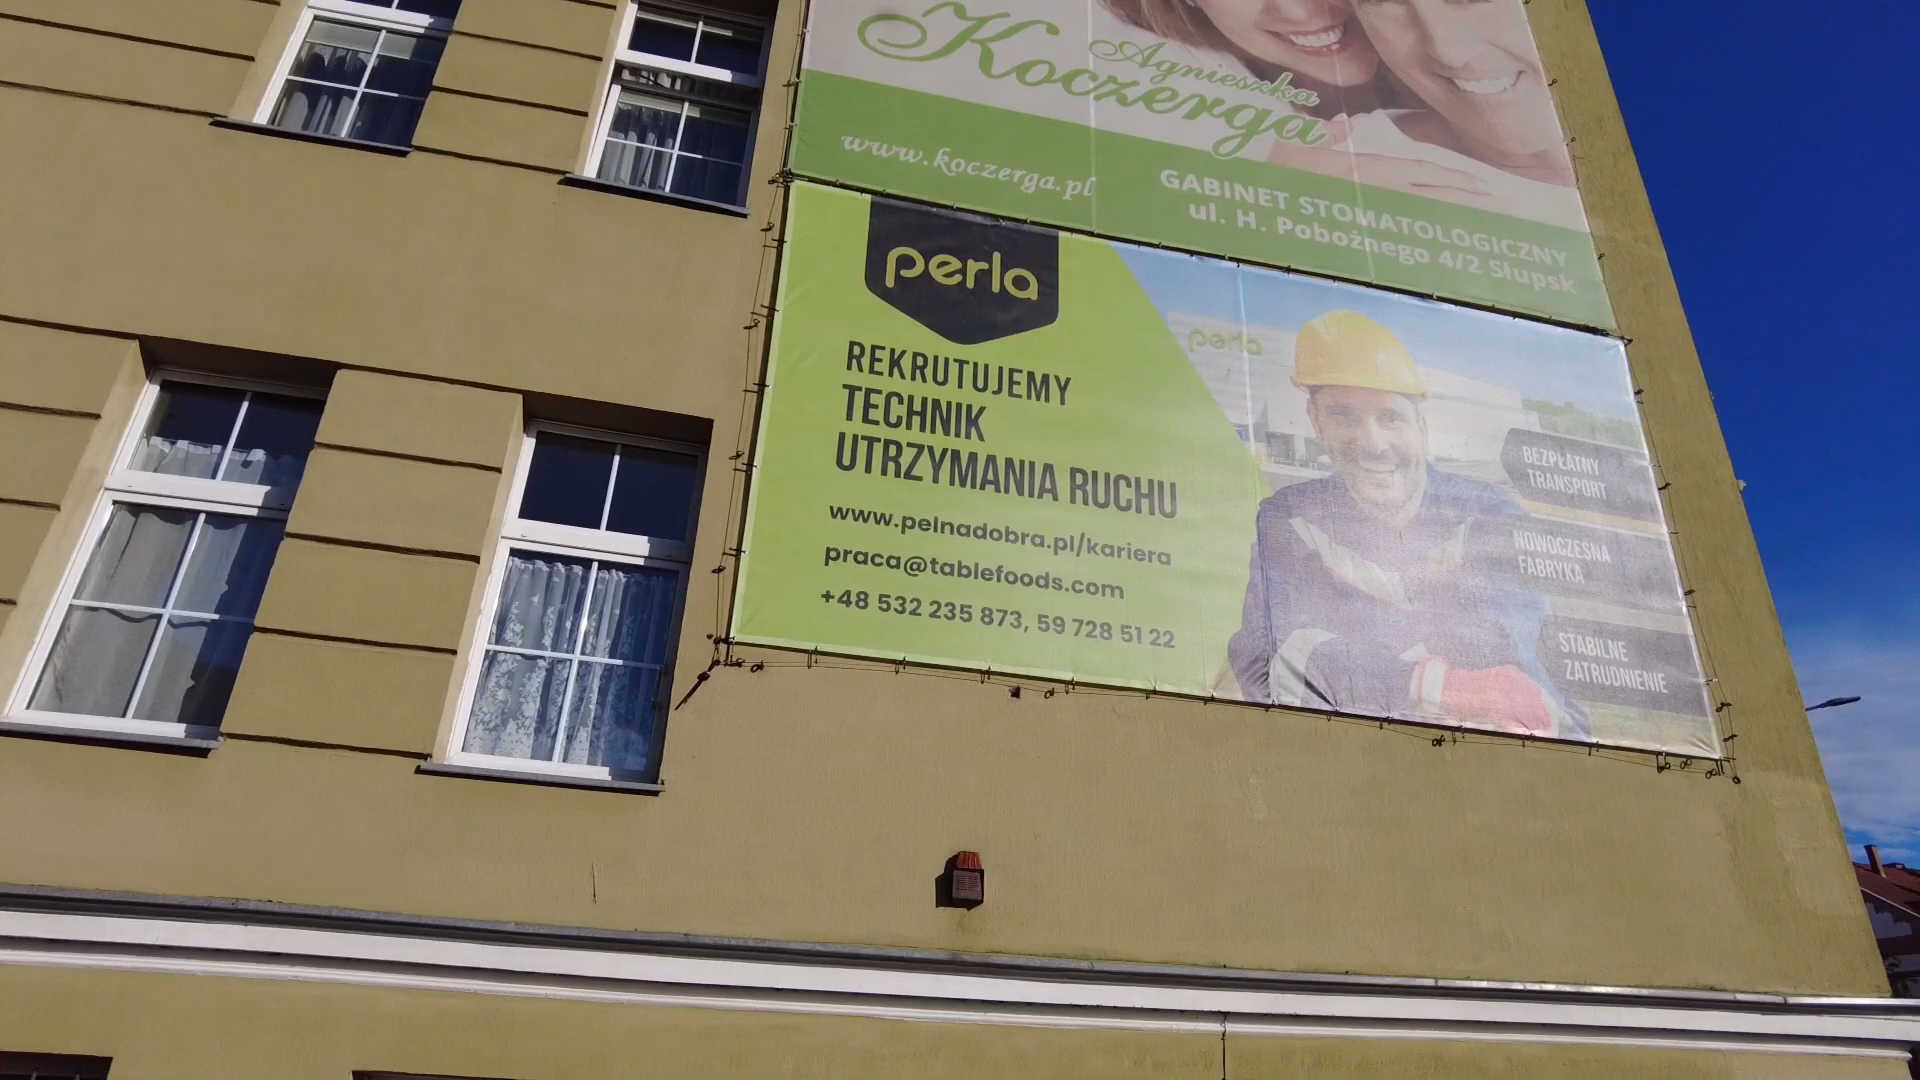 Agnieszka
Koczerga
www.koczerga.pl
GABINET STOMATOLOGICZNY
ul. H. Pobożnego 4/2 Słupsk
perla
REKRUTUJEMY
TECHNIK
UTRZYMANIA RUCHU
www.pelnadobra.pl/kariera
praca@tablefoods.com
+48 532 235 873, 59 728 51 22
perla
BEZPŁATNY
TRANSPORT
NOWOCZESNA
FABRYKA
STABILNE
ZATRUDNIENIE